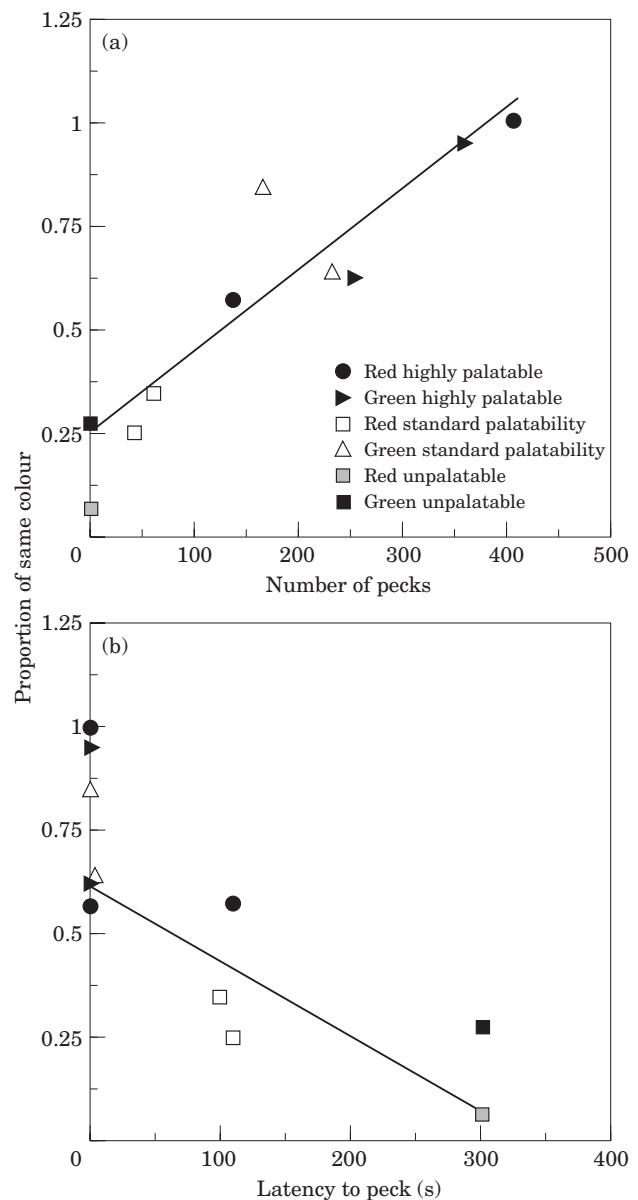 1.25
(a)
1
0.75
0.5
0.25
0
100
200
300
400
500
Red highly palatable
Green highly palatable
Red standard palatability
Green standard palatability
Red unpalatable
Green unpalatable
Number of pecks
Proportion of same colour
1.25
(b)
1
0.75
0.5
0.25
0
100
200
300
400
Latency to peck (s)